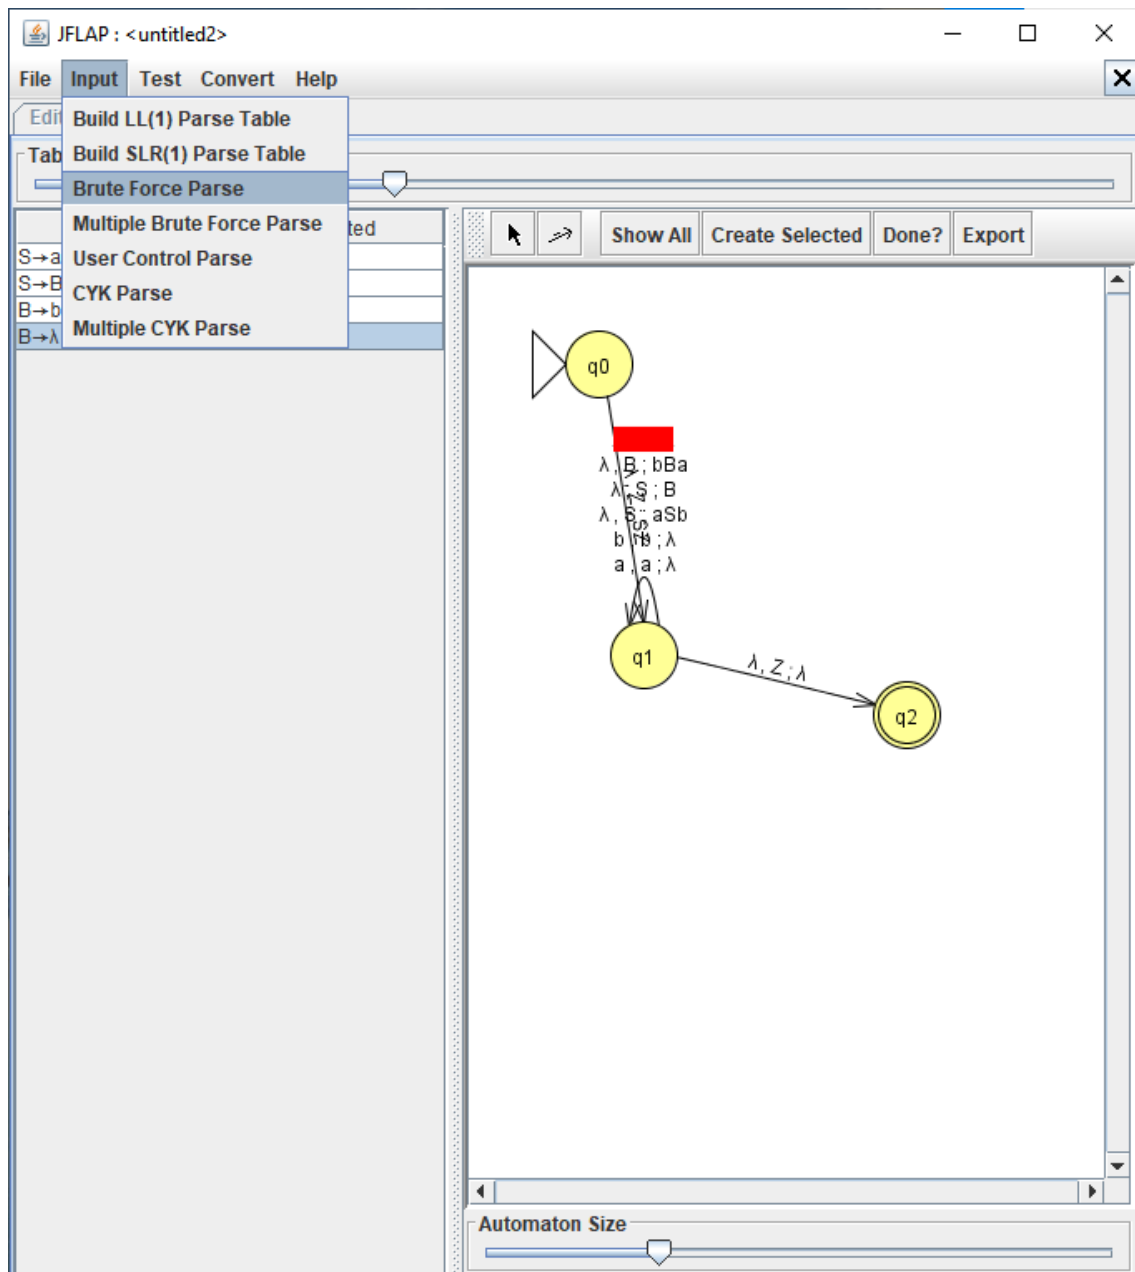 JFLAP : <untitled2>
File Input Test Convert Help
Edit
Build LL(1) Parse Table
Build SLR(1) Parse Table
Tab
Brute Force Parse
Multiple Brute Force Parse
User Control Parse
CYK Parse
Multiple CYK Parse
ted
S→a
S→B
B→b
B→λ
Show All Create Selected Done? Export
q0
λ , B ; bBa
λ , S ; B
λ , S ; aSb
b , b ; λ
a , a ; λ
q1
λ , Z ; λ
q2
Automaton Size